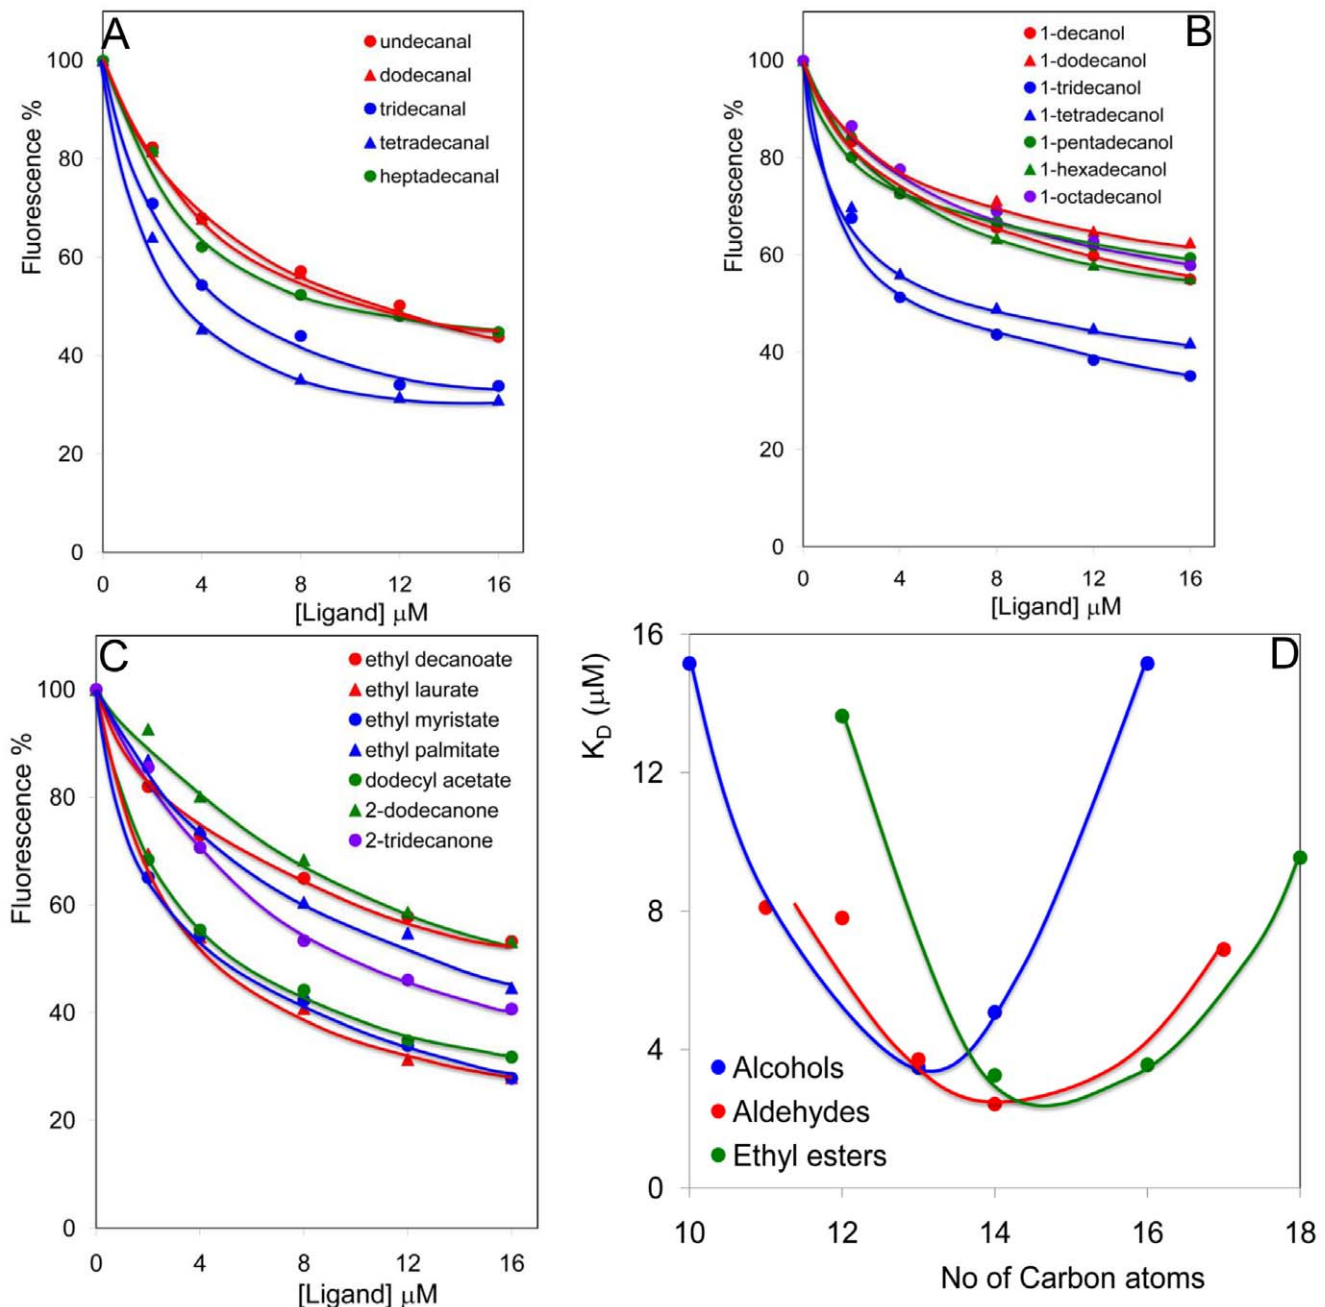 A
undecanal
dodecanal
tridecanal
tetradecanal
heptadecanal
Fluorescence %
100
80
60
40
20
0
0 4 8 12 16
[Ligand] μM
B
1-decanol
1-dodecanol
1-tridecanol
1-tetradecanol
1-pentadecanol
1-hexadecanol
1-octadecanol
Fluorescence %
100
80
60
40
20
0
0 4 8 12 16
[Ligand] μM
C
ethyl decanoate
ethyl laurate
ethyl myristate
ethyl palmitate
dodecyl acetate
2-dodecanone
2-tridecanone
Fluorescence %
100
80
60
40
20
0
0 4 8 12 16
[Ligand] μM
D
K_D (μM)
16
12
8
4
0
Alcohols
Aldehydes
Ethyl esters
10 12 14 16 18
No of Carbon atoms